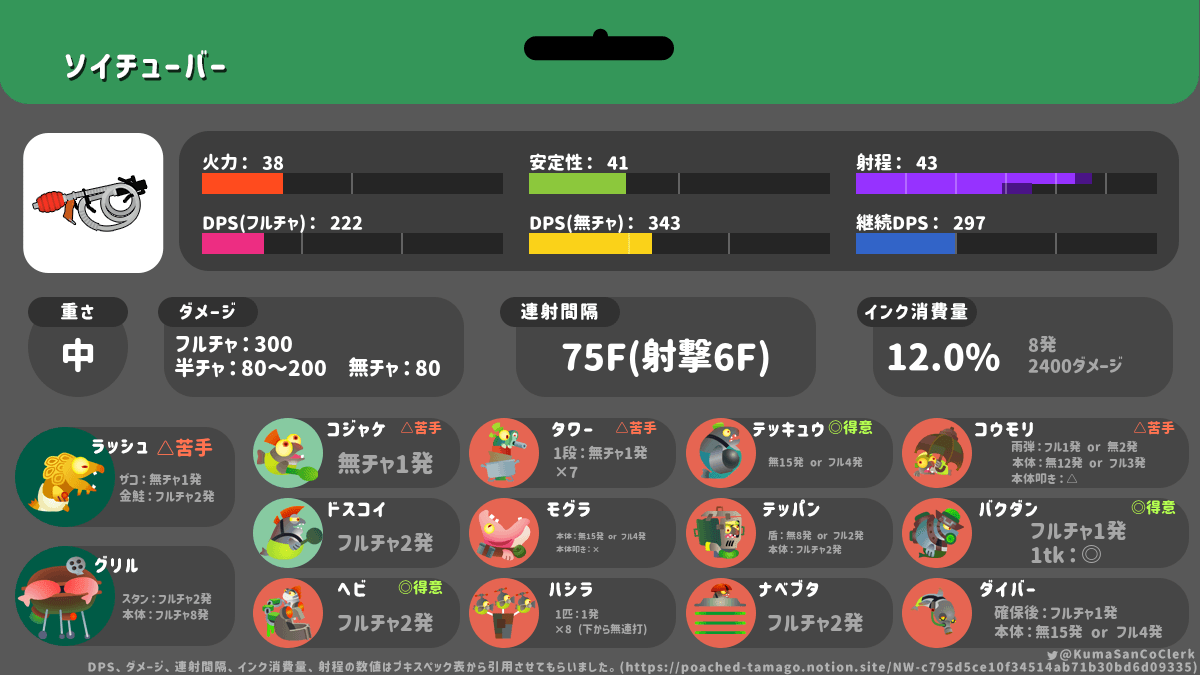 ソイチューバー
火力： 38
安定性： 41
射程： 43
DPS(フルチャ)： 222
DPS(無チャ)： 343
継続DPS： 297
重さ
中
ダメージ
フルチャ：300
半チャ：80～200 無チャ：80
連射間隔
75F(射撃6F)
インク消費量
12.0%
8発
2400ダメージ
ラッシュ △苦手
ザコ：無チャ1発
金鮭：フルチャ2発
グリル
スタン：フルチャ2発
本体：フルチャ8発
コジャケ △苦手
無チャ1発
タワー △苦手
1段：無チャ1発
×7
テッキュウ ◎得意
無15発 or フル4発
コウモリ △苦手
雨弾：フル1発 or 無2発
本体：無12発 or フル3発
本体叩き：△
ドスコイ
フルチャ2発
モグラ
本体：無15発 or フル4発
本体叩き：×
テッパン
盾：無8発 or フル2発
本体：フルチャ2発
バクダン ◎得意
フルチャ1発
1tk：◎
ヘビ ◎得意
フルチャ2発
ハシラ
1匹：1発
×8 (下から無連打)
ナベブタ
フルチャ2発
ダイバー
確保後：フルチャ1発
本体：無15発 or フル4発
@KumaSanCoClerk
DPS、ダメージ、連射間隔、インク消費量、射程の数値はブキスペック表から引用させてもらいました。(https://poached-tamago.notion.site/NW-c795d5ce10f34514ab71b30bd6d09335)